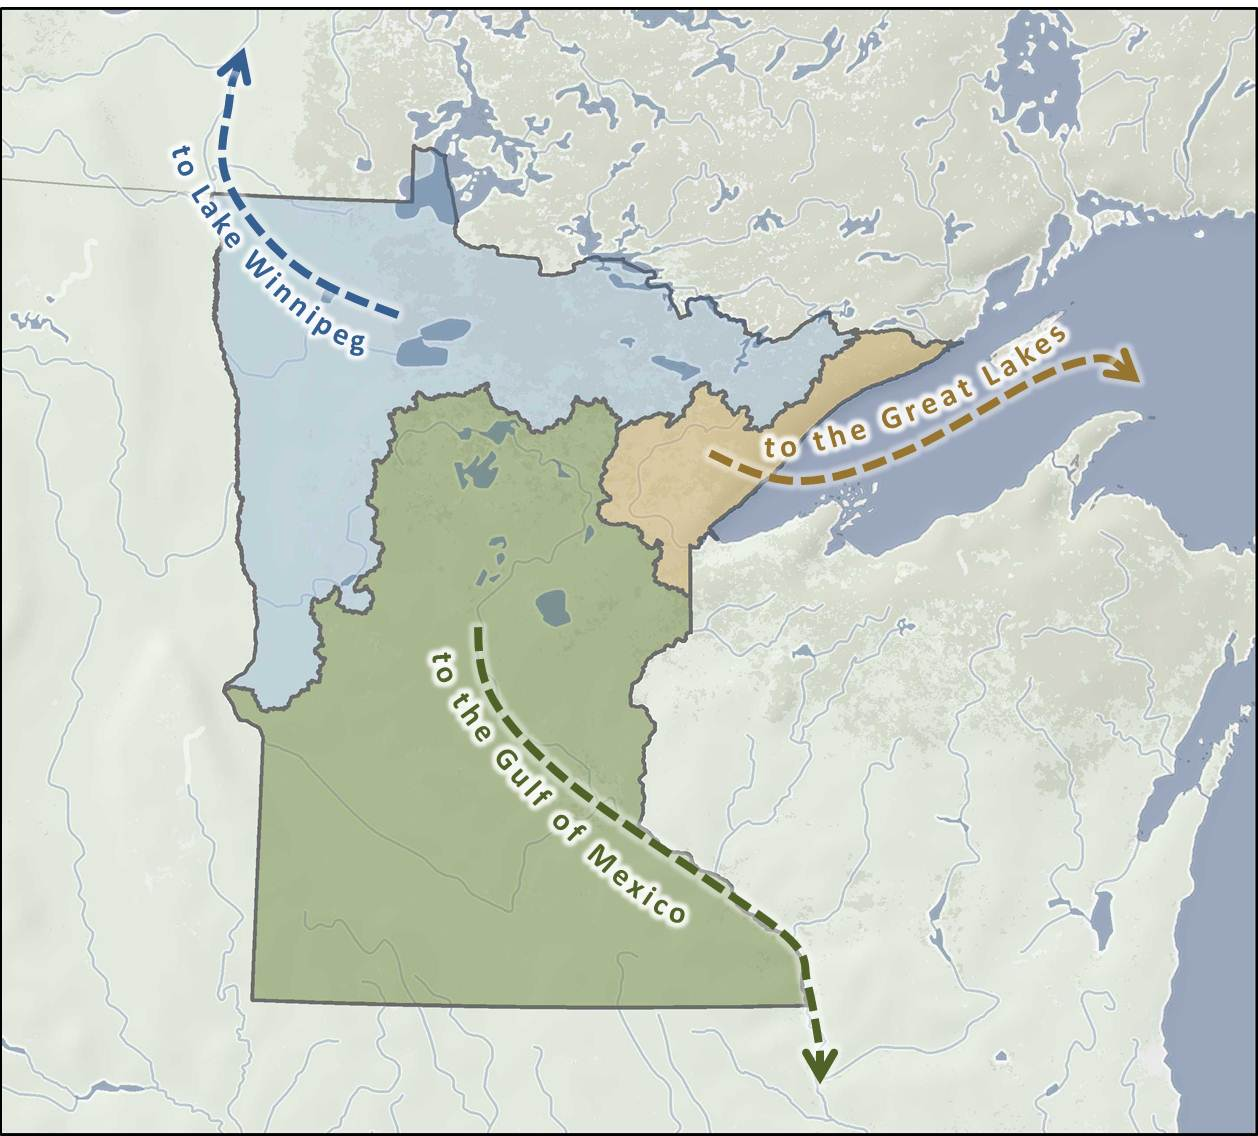 to Lake Winnipeg
to the Great Lakes
to the Gulf of Mexico